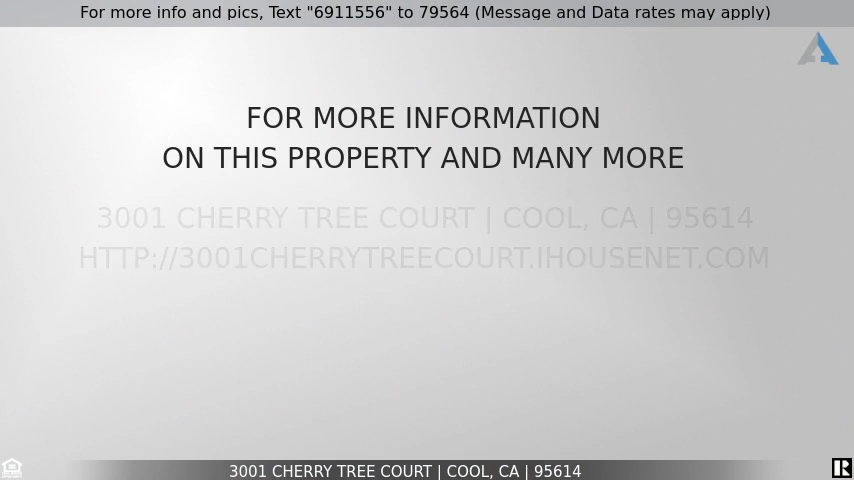 For more info and pics, Text "6911556" to 79564 (Message and Data rates may apply)
FOR MORE INFORMATION
ON THIS PROPERTY AND MANY MORE
3001 CHERRY TREE COURT | COOL, CA | 95614
HTTP://3001CHERRYTREECOURT.IHOUSENET.COM
3001 CHERRY TREE COURT | COOL, CA | 95614